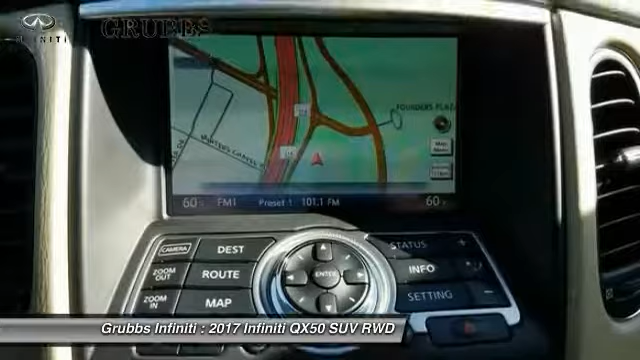 INFINITI
GRUBBS
FOUNDERS PLAZA
60 FM1 Preset 1 101.1 FM 60
CAMERA DEST
STATUS +
ZOOM OUT ROUTE
ENTER
INFO
ZOOM IN MAP
SETTING -
Grubbs Infiniti : 2017 Infiniti QX50 SUV RWD